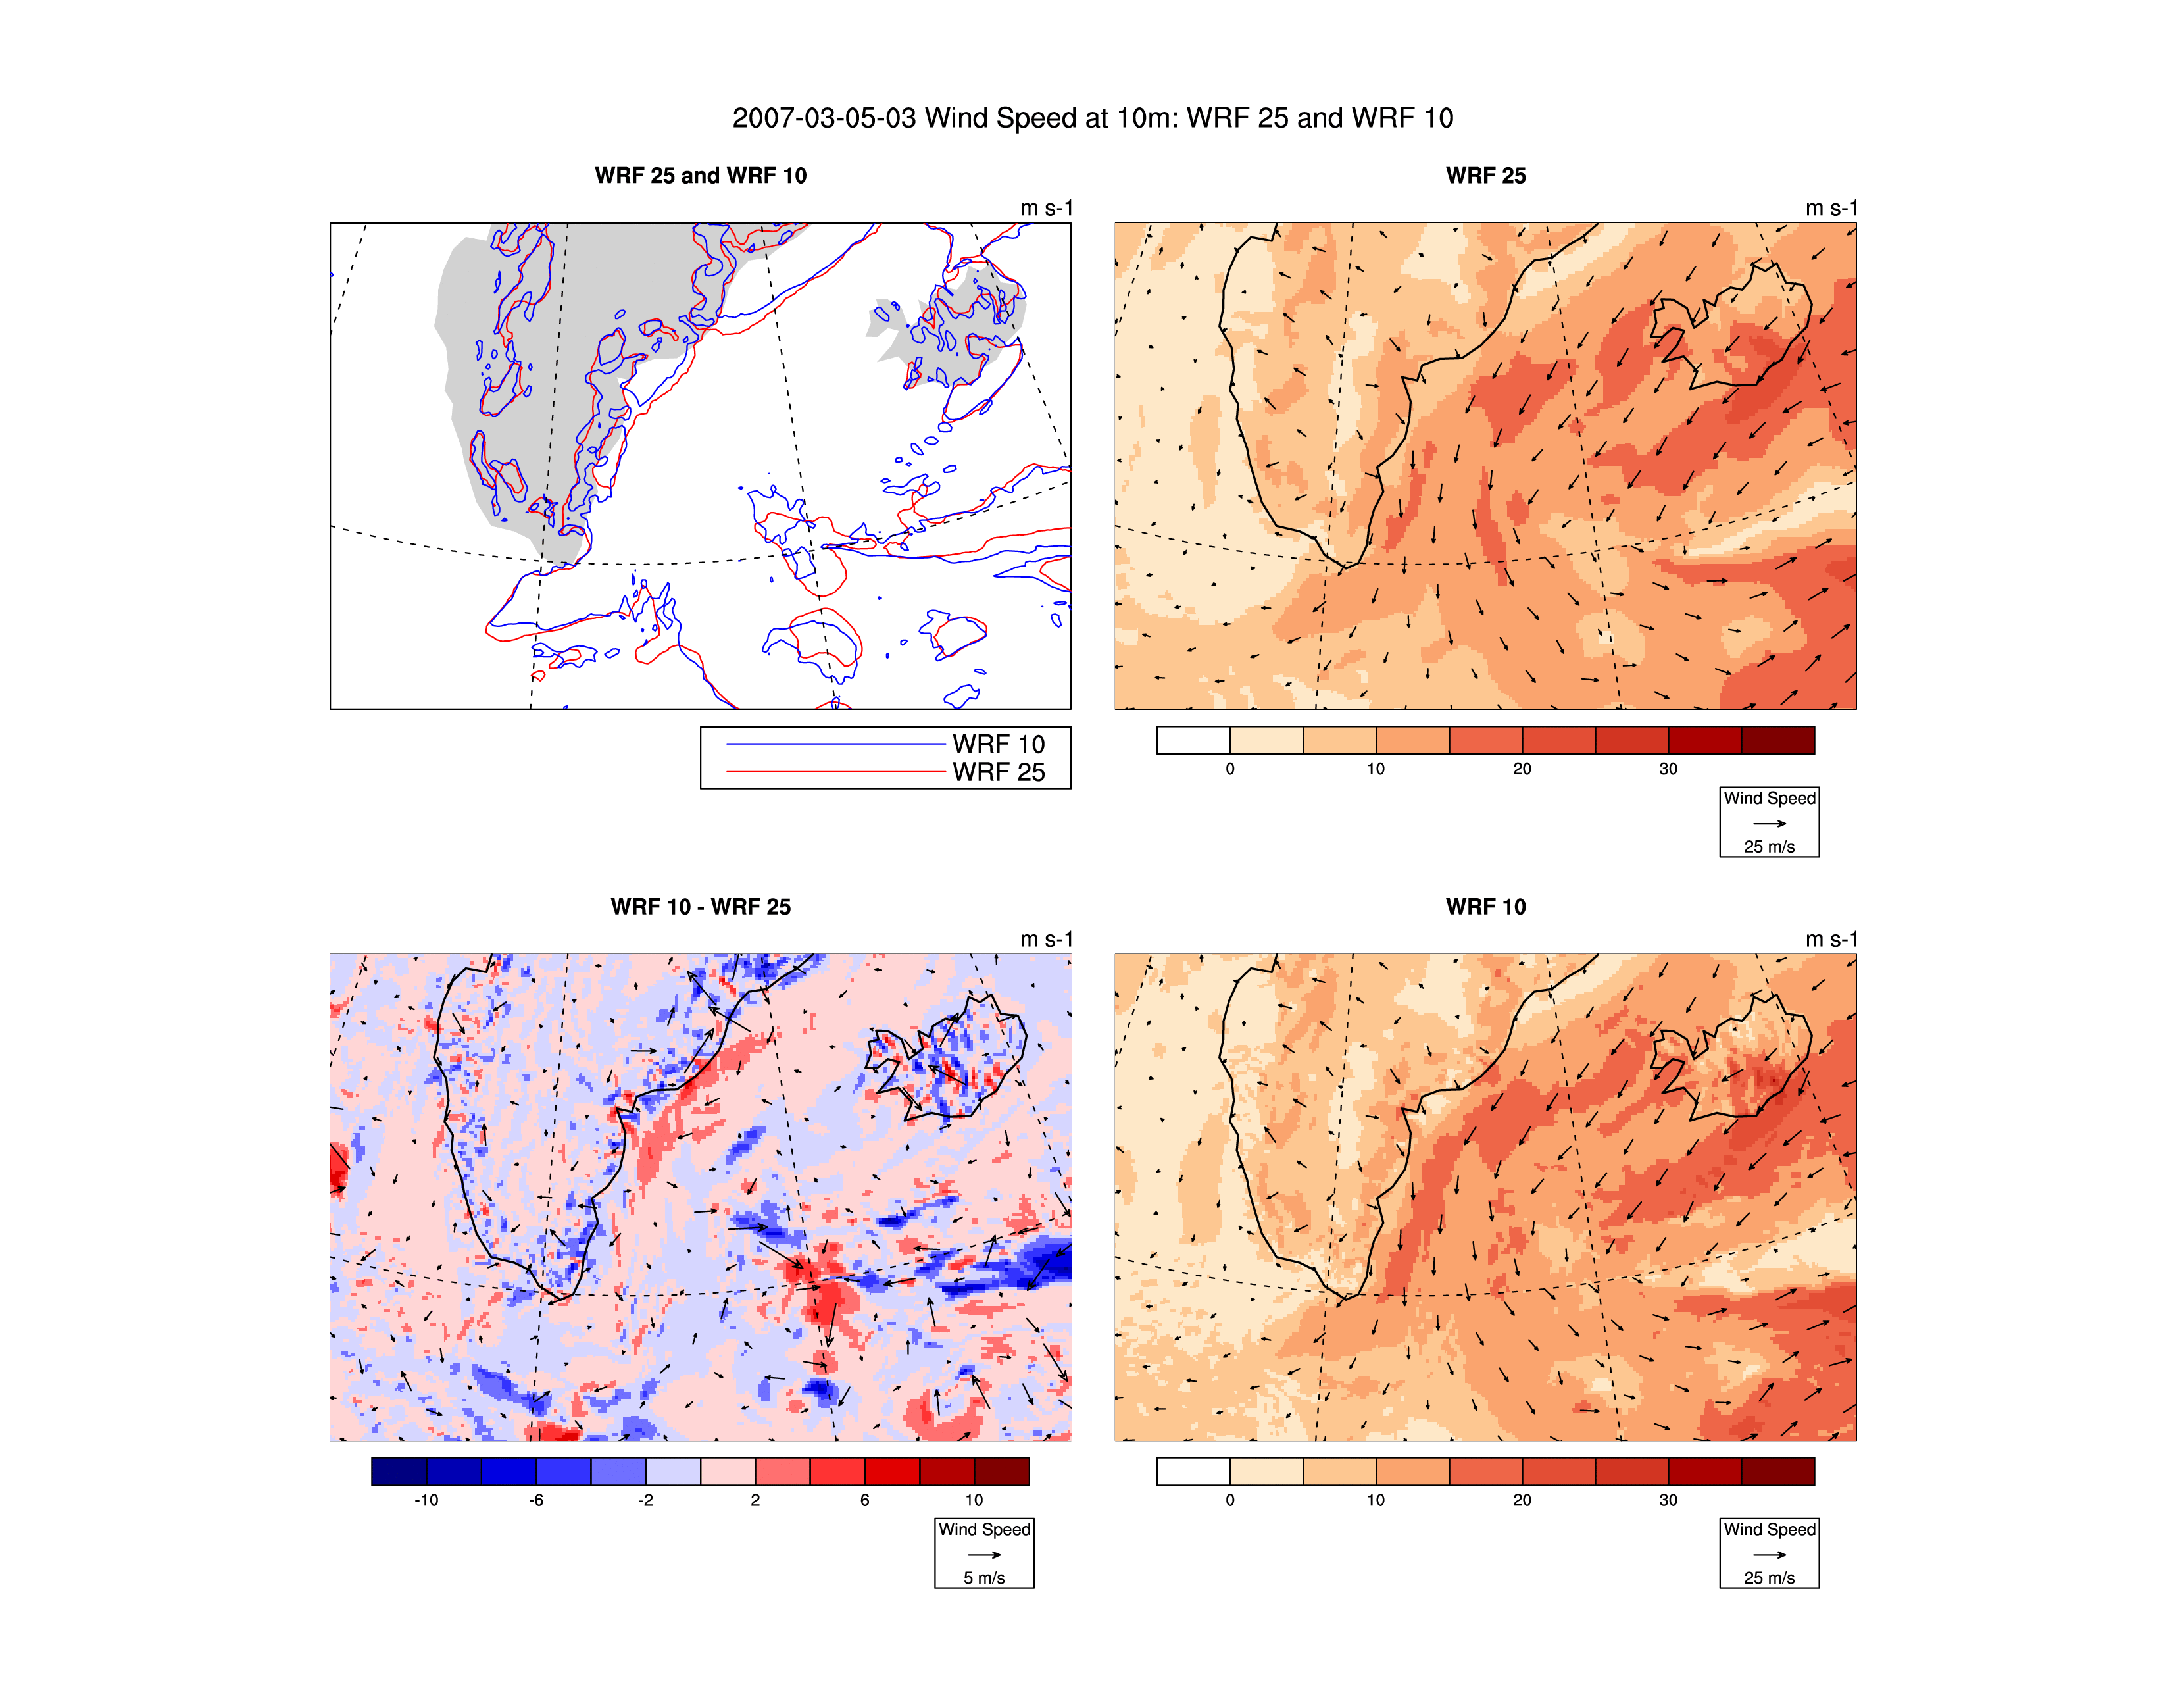 2007-03-05-03 Wind Speed at 10m: WRF 25 and WRF 10
WRF 25 and WRF 10
m s-1
WRF 10
WRF 25
WRF 25
m s-1
0 10 20 30
Wind Speed
25 m/s
WRF 10 - WRF 25
m s-1
-10 -6 -2 2 6 10
Wind Speed
5 m/s
WRF 10
m s-1
0 10 20 30
Wind Speed
25 m/s